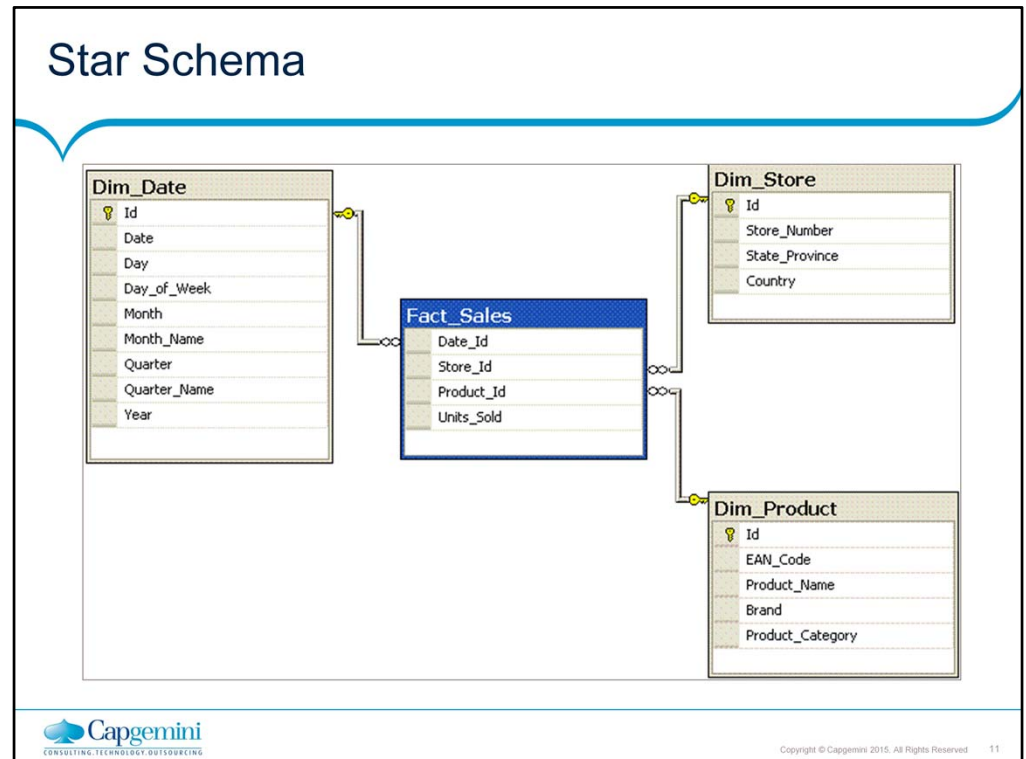 Star Schema
Dim_Date
Id
Date
Day
Day_of_Week
Month
Month_Name
Quarter
Quarter_Name
Year
Fact_Sales
Date_Id
Store_Id
Product_Id
Units_Sold
Dim_Store
Id
Store_Number
State_Province
Country
Dim_Product
Id
EAN_Code
Product_Name
Brand
Product_Category
Capgemini
CONSULTING.TECHNOLOGY.OUTSOURCING
Copyright © Capgemini 2015. All Rights Reserved 11